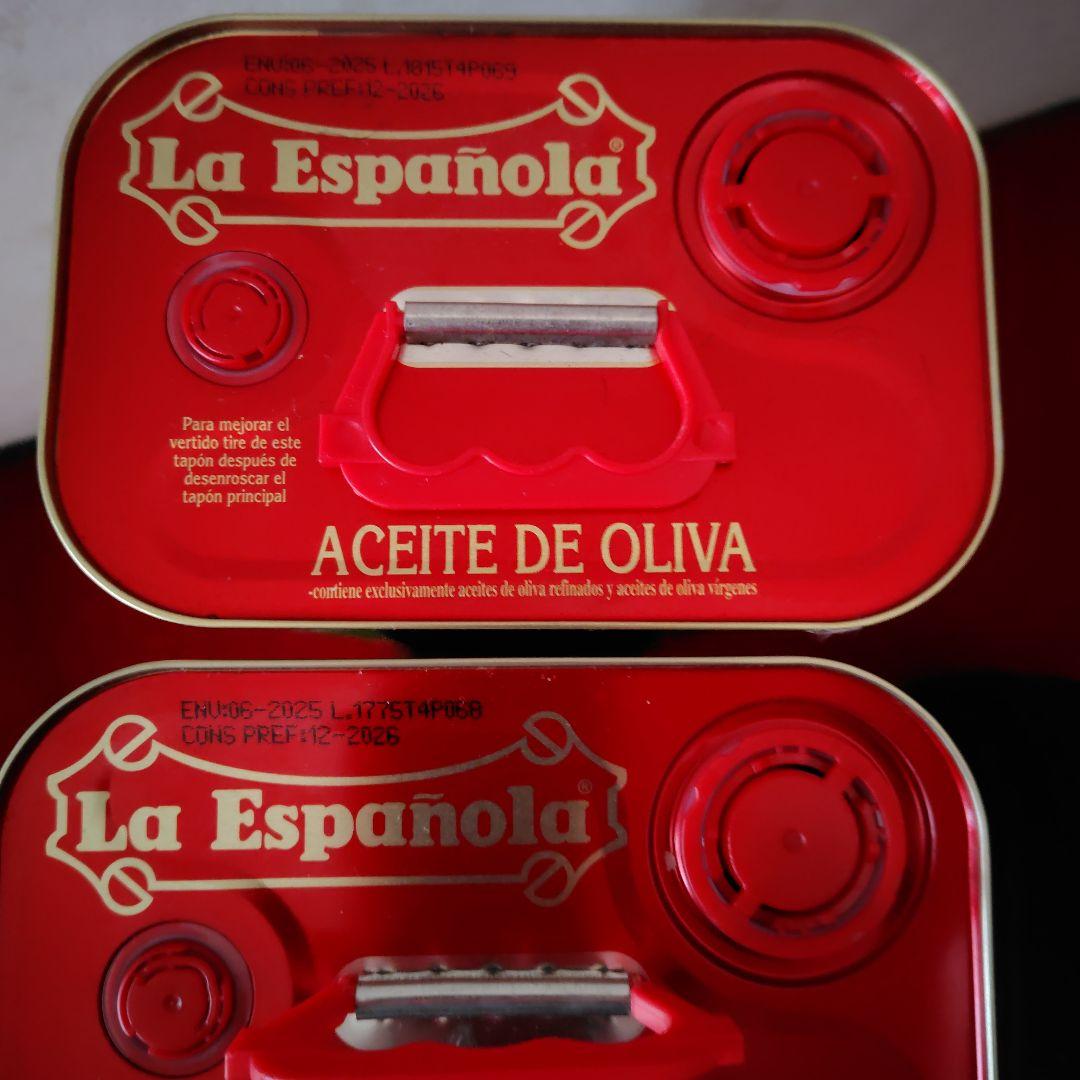 ENV:06-2025 L.1815T4P069
CONS PREF:12-2026
La Española®
Para mejorar el
vertido tire de este
tapón después de
desenroscar el
tapón principal
ACEITE DE OLIVA
-contiene exclusivamente aceites de oliva refinados y aceites de oliva vírgenes
ENV:06-2025 L.1775T4P068
CONS PREF:12-2026
La Española®